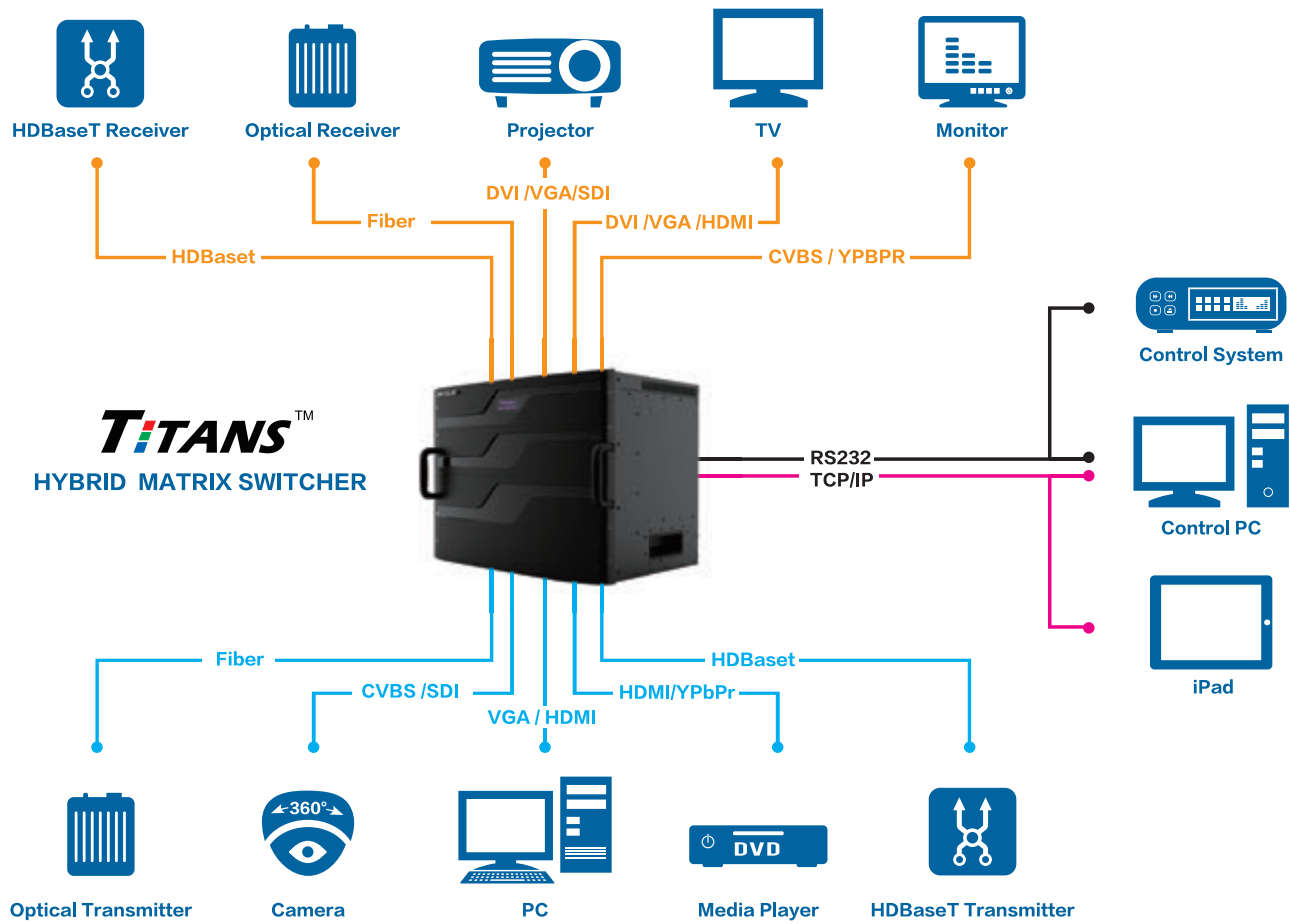 HDBaseT Receiver
Optical Receiver
Projector
TV
Monitor
DVI /VGA/SDI
Fiber
DVI /VGA /HDMI
HDBaset
CVBS / YPBPR
Control System
TITANS™
HYBRID MATRIX SWITCHER
RS232
TCP/IP
Control PC
Fiber
HDBaset
iPad
CVBS /SDI
HDMI/YPbPr
VGA / HDMI
360°
DVD
Optical Transmitter
Camera
PC
Media Player
HDBaseT Transmitter